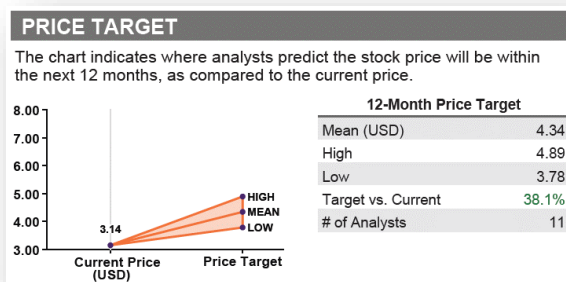 PRICE TARGET
The chart indicates where analysts predict the stock price will be within
the next 12 months, as compared to the current price.
8.00
7.00
6.00
5.00
4.00
3.00
3.14
HIGH
MEAN
LOW
Current Price
(USD)
Price Target
12-Month Price Target
Mean (USD) 4.34
High 4.89
Low 3.78
Target vs. Current 38.1%
# of Analysts 11